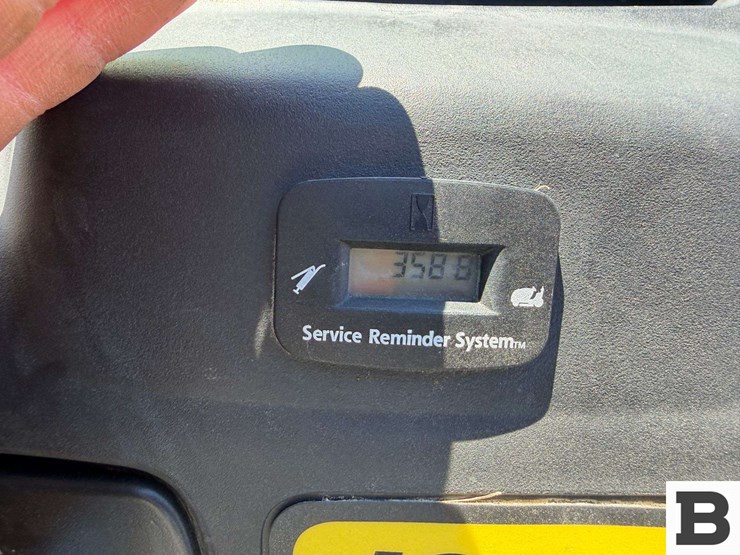 358 8
Service Reminder System™
B